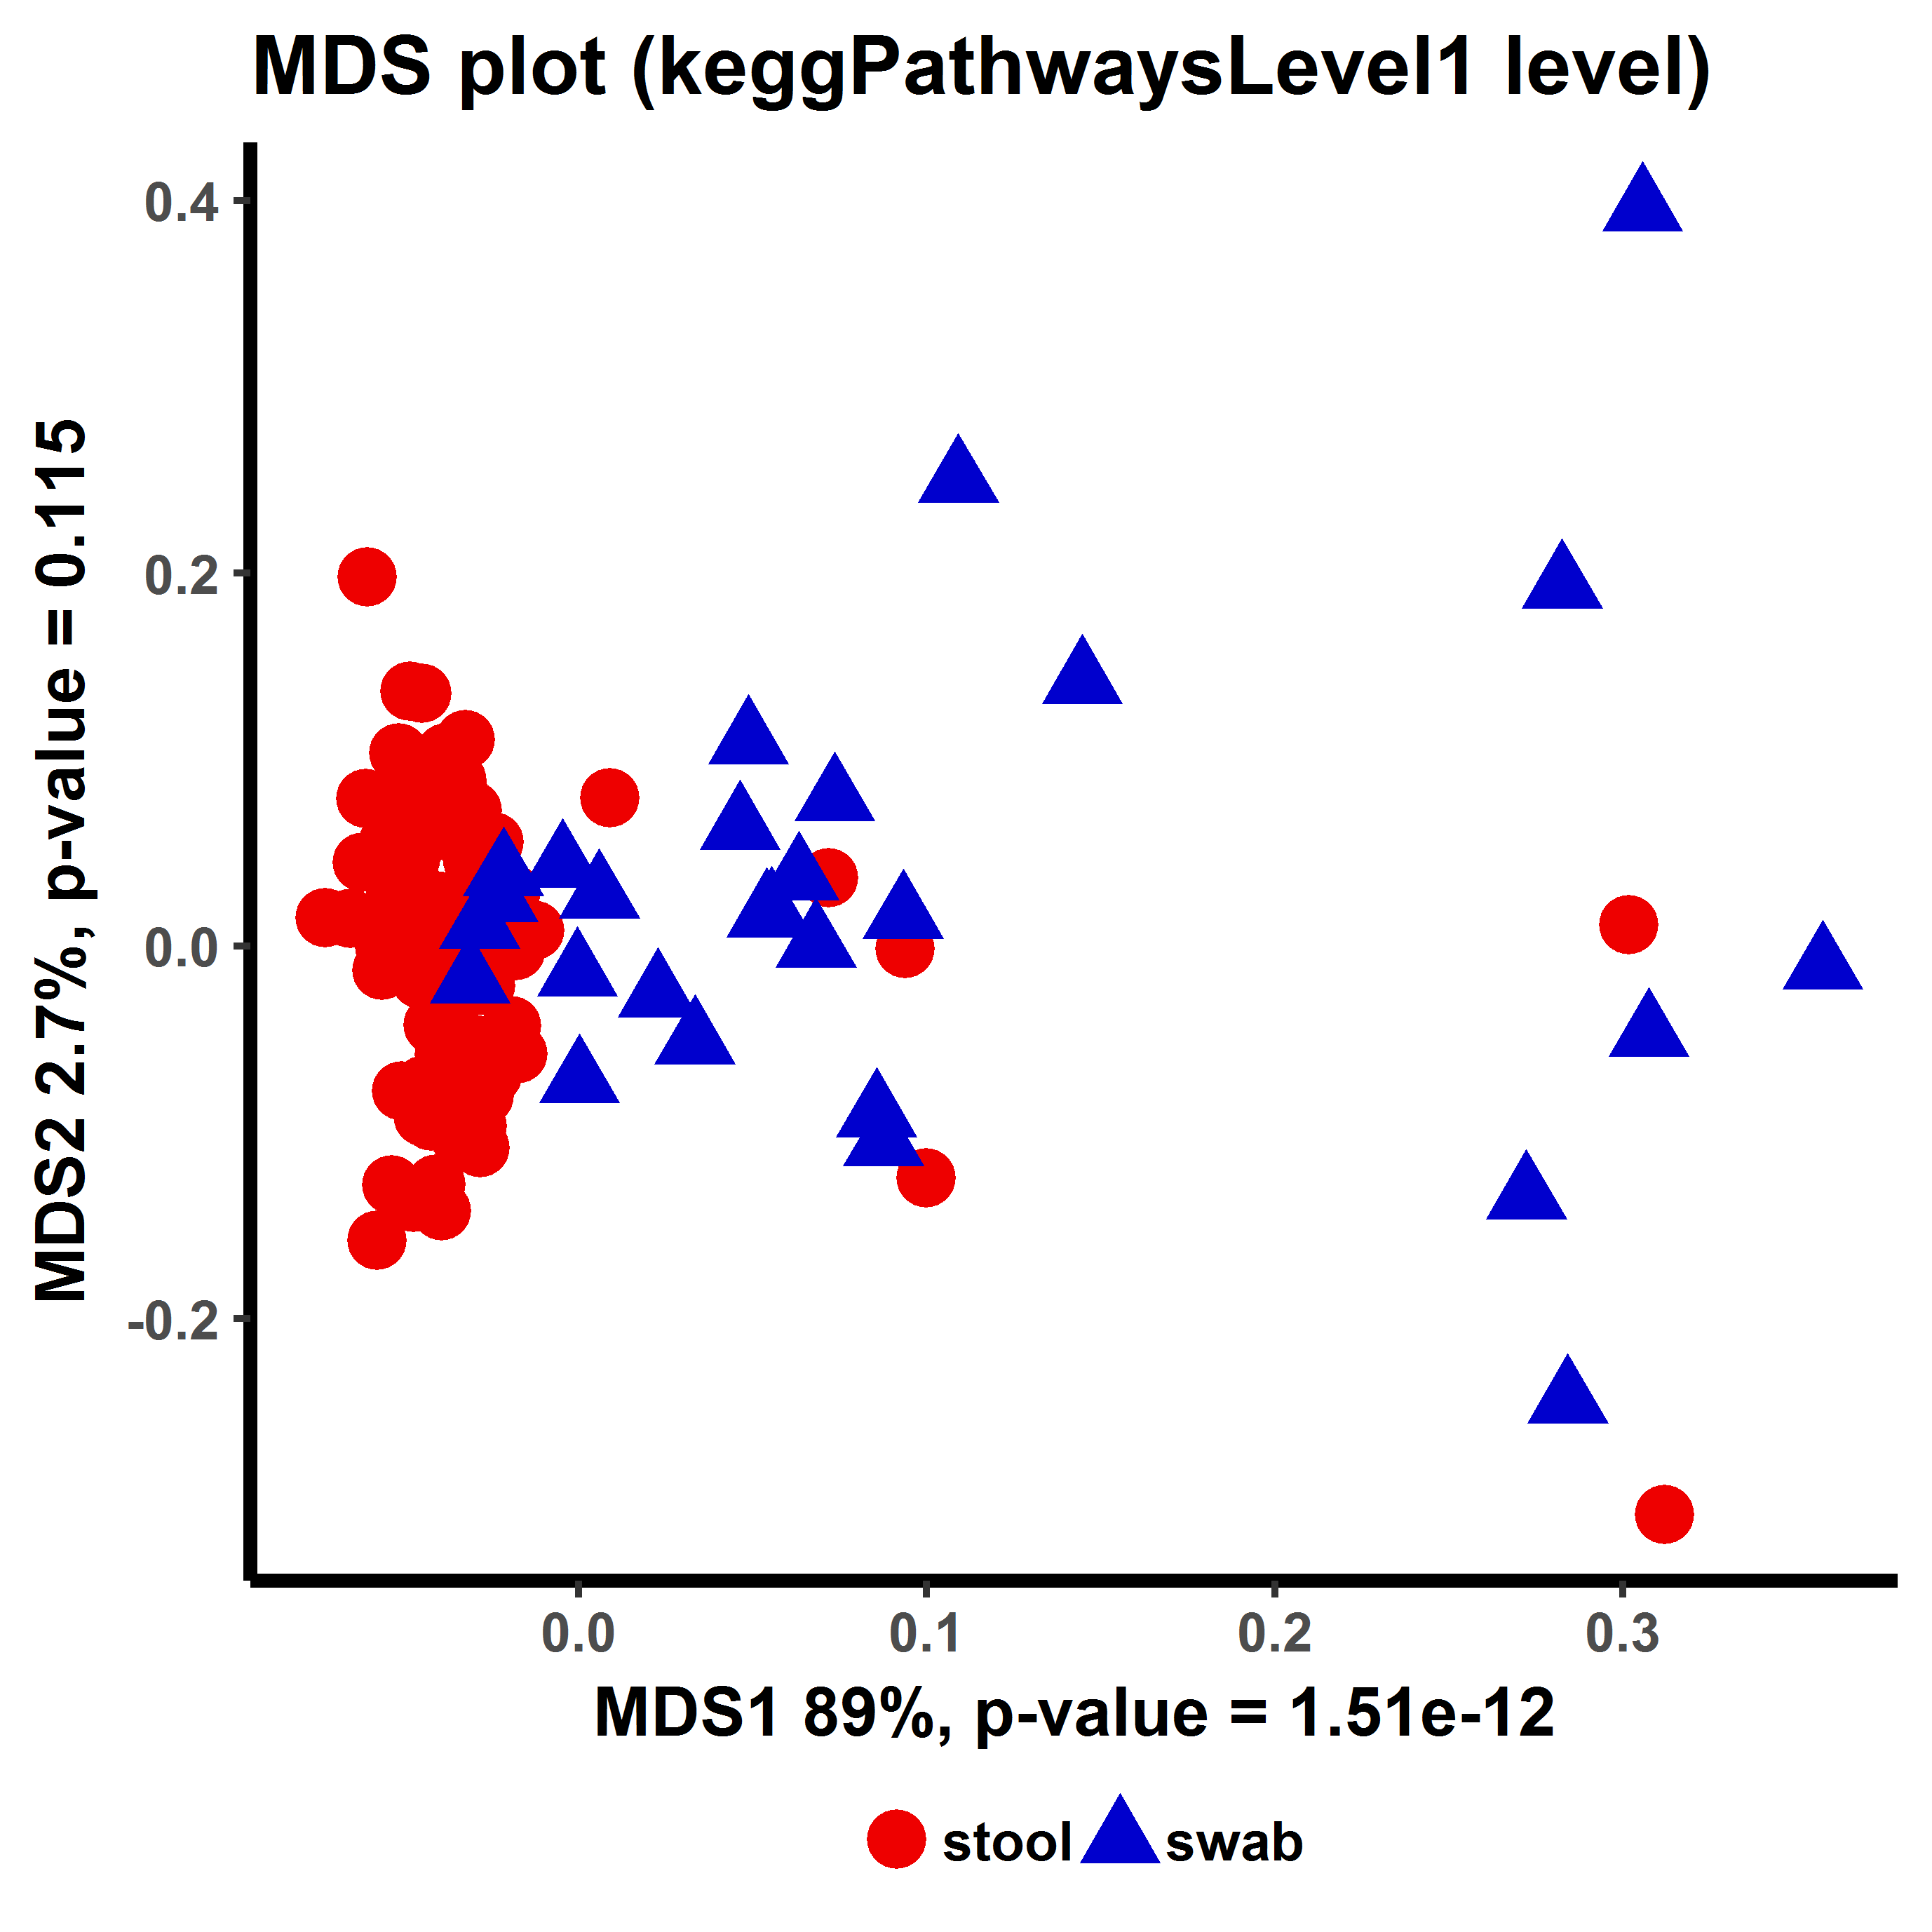 MDS plot (keggPathwaysLevel1 level)
MDS2 2.7%, p-value = 0.115
0.4
0.2
0.0
-0.2
0.0 0.1 0.2 0.3
MDS1 89%, p-value = 1.51e-12
stool swab